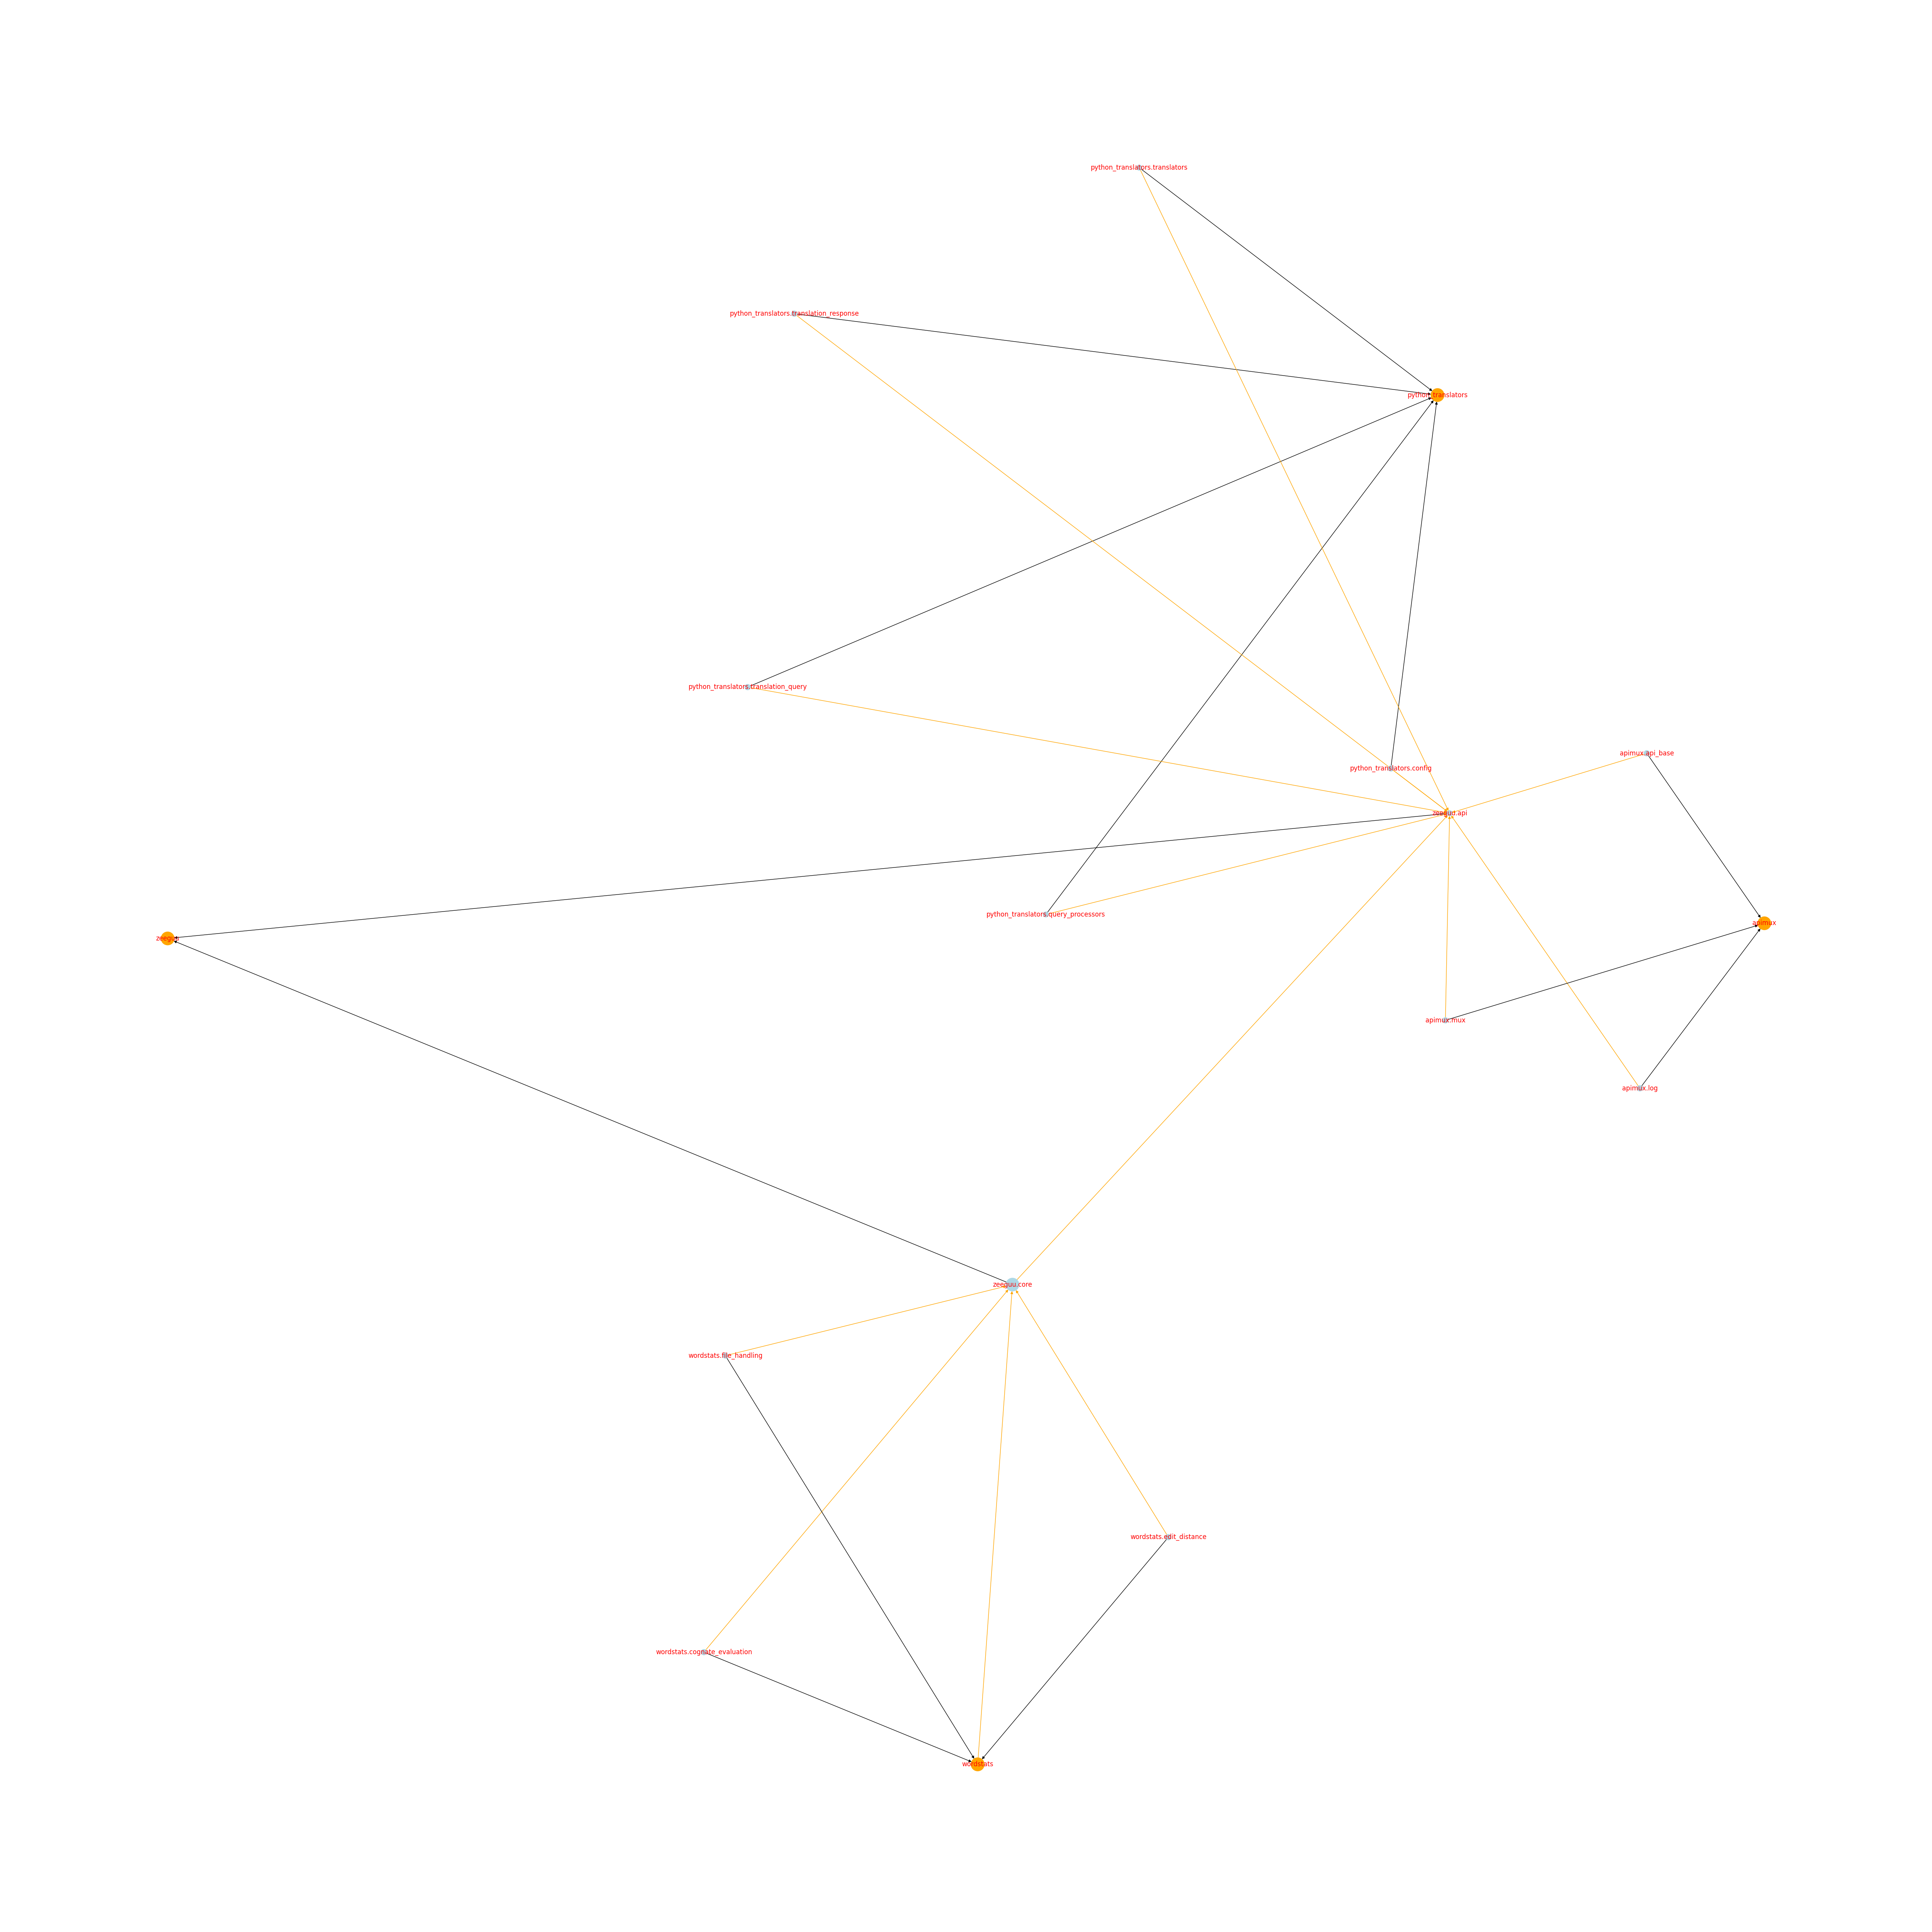 python_translators.translators
python_translators.translation_response
python_translators
python_translators.translation_query
apimux.api_base
python_translators.config
zeeguu.api
python_translators.query_processors
apimux
zeeguu
apimux.mux
apimux.log
zeeguu.core
wordstats.file_handling
wordstats.edit_distance
wordstats.cognate_evaluation
wordstats